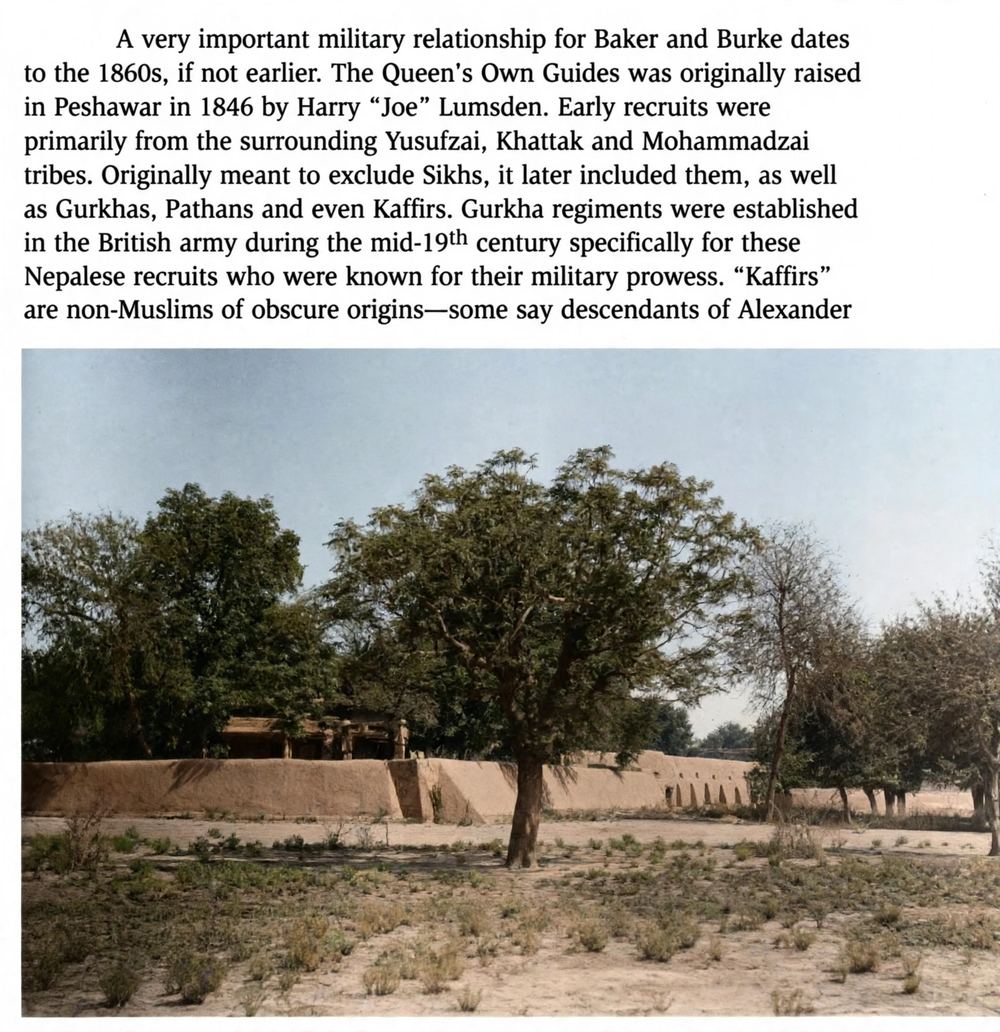 A very important military relationship for Baker and Burke dates
to the 1860s, if not earlier. The Queen's Own Guides was originally raised
in Peshawar in 1846 by Harry “Joe” Lumsden. Early recruits were
primarily from the surrounding Yusufzai, Khattak and Mohammadzai
tribes. Originally meant to exclude Sikhs, it later included them, as well
as Gurkhas, Pathans and even Kaffirs. Gurkha regiments were established
in the British army during the mid-19th century specifically for these
Nepalese recruits who were known for their military prowess. “Kaffirs”
are non-Muslims of obscure origins—some say descendants of Alexander